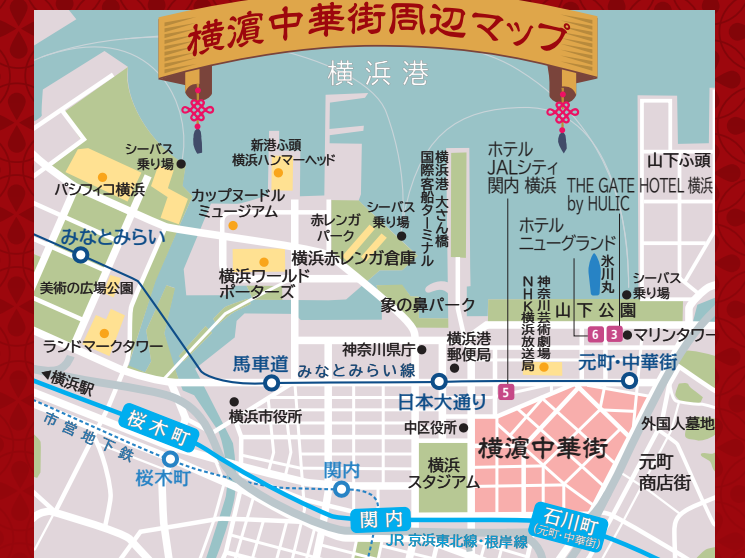 横濱中華街周辺マップ
横浜港
シーバス
乗り場
新港ふ頭
横浜ハンマーヘッド
パシフィコ横浜
カップヌードル
ミュージアム
赤レンガ
パーク
シーバス
乗り場
横浜港 大さん橋
国際客船ターミナル
ホテル
JALシティ
関内 横浜
THE GATE HOTEL 横浜
by HULIC
山下ふ頭
ホテル
ニューグランド
みなとみらい
横浜赤レンガ倉庫
横浜ワールド
ポーターズ
美術の広場公園
象の鼻パーク
氷川丸
シーバス
乗り場
神奈川芸術劇場
NHK横浜放送局
山下公園
6
3
マリンタワー
ランドマークタワー
神奈川県庁
横浜港
郵便局
馬車道
みなとみらい線
日本大通り
元町・中華街
5
横浜駅
横浜市役所
中区役所
横濱中華街
外国人墓地
元町
商店街
桜木町
市営地下鉄
桜木町
関内
横浜
スタジアム
関内
石川町
(元町・中華街)
JR 京浜東北線・根岸線